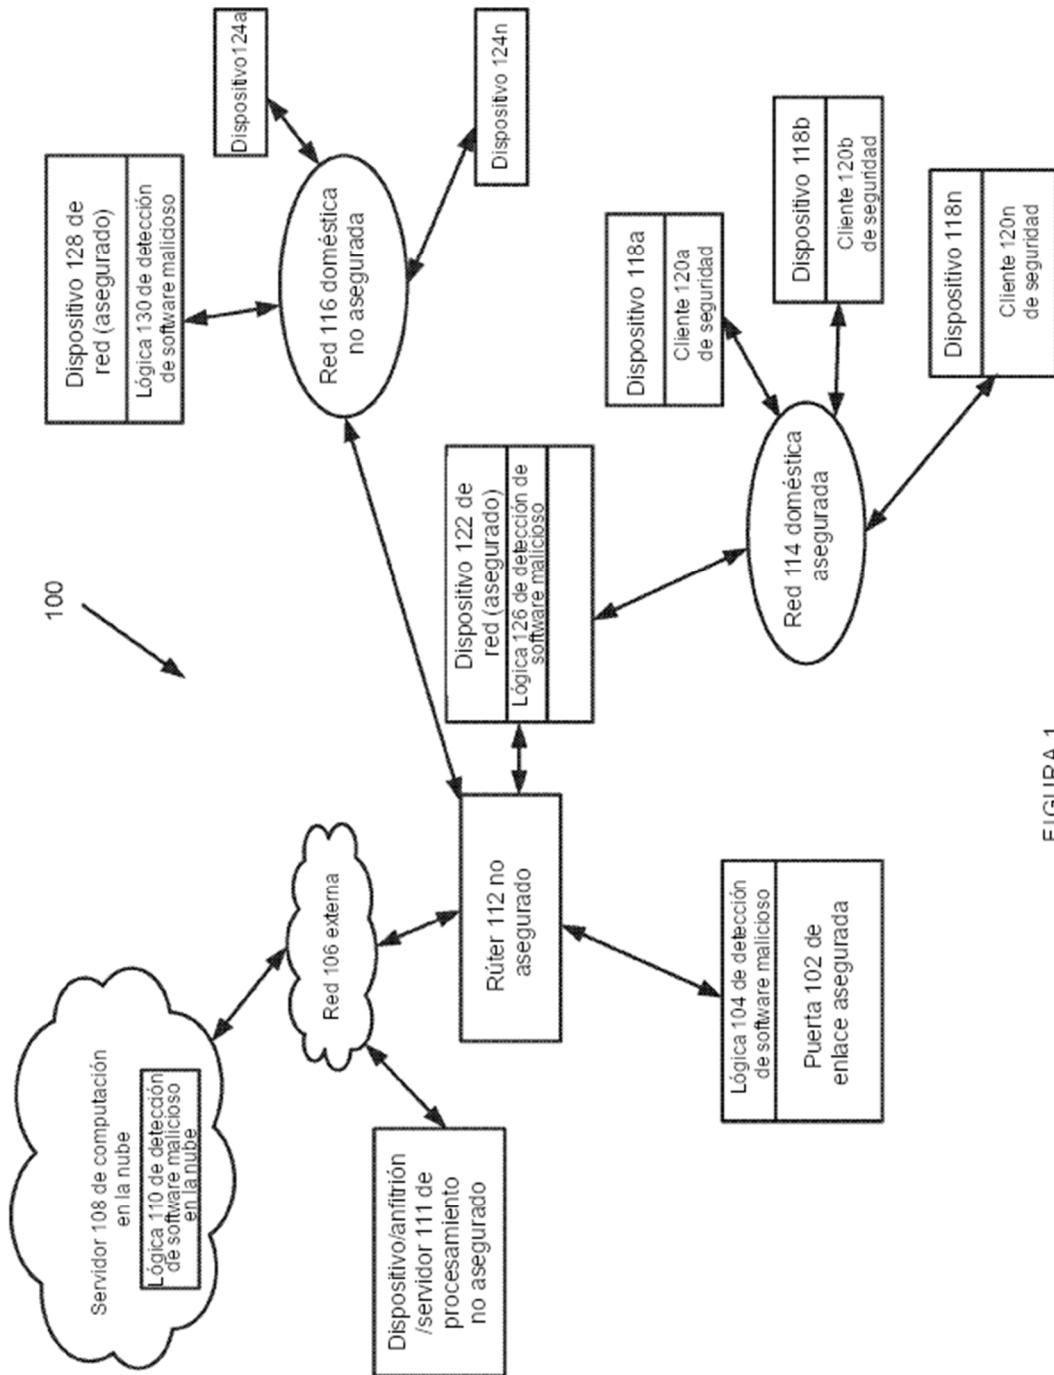 100
Servidor 108 de computación
en la nube
Lógica 110 de detección
de software malicioso
en la nube
Red 106 externa
Dispositivo/anfitrión
/servidor 111 de
procesamiento
no asegurado
Rúter 112 no
asegurado
Lógica 104 de detección
de software malicioso
Puerta 102 de
enlace asegurada
Dispositivo 122 de
red (asegurado)
Lógica 126 de detección de
software malicioso
Dispositivo 128 de
red (asegurado)
Lógica 130 de detección
de software malicioso
Red 116 doméstica
no asegurada
Dispositivo124a
Dispositivo 124n
Red 114 doméstica
asegurada
Dispositivo 118a
Cliente 120a
de seguridad
Dispositivo 118b
Cliente 120b
de seguridad
Dispositivo 118n
Cliente 120n
de seguridad
FIGURA 1